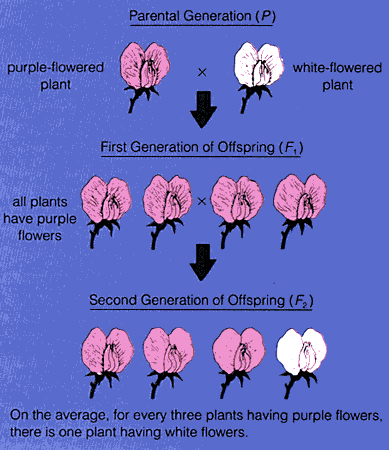 Parental Generation (P)
purple-flowered plant
×
white-flowered plant
First Generation of Offspring (F₁)
all plants have purple flowers
×
Second Generation of Offspring (F₂)
On the average, for every three plants having purple flowers,
there is one plant having white flowers.